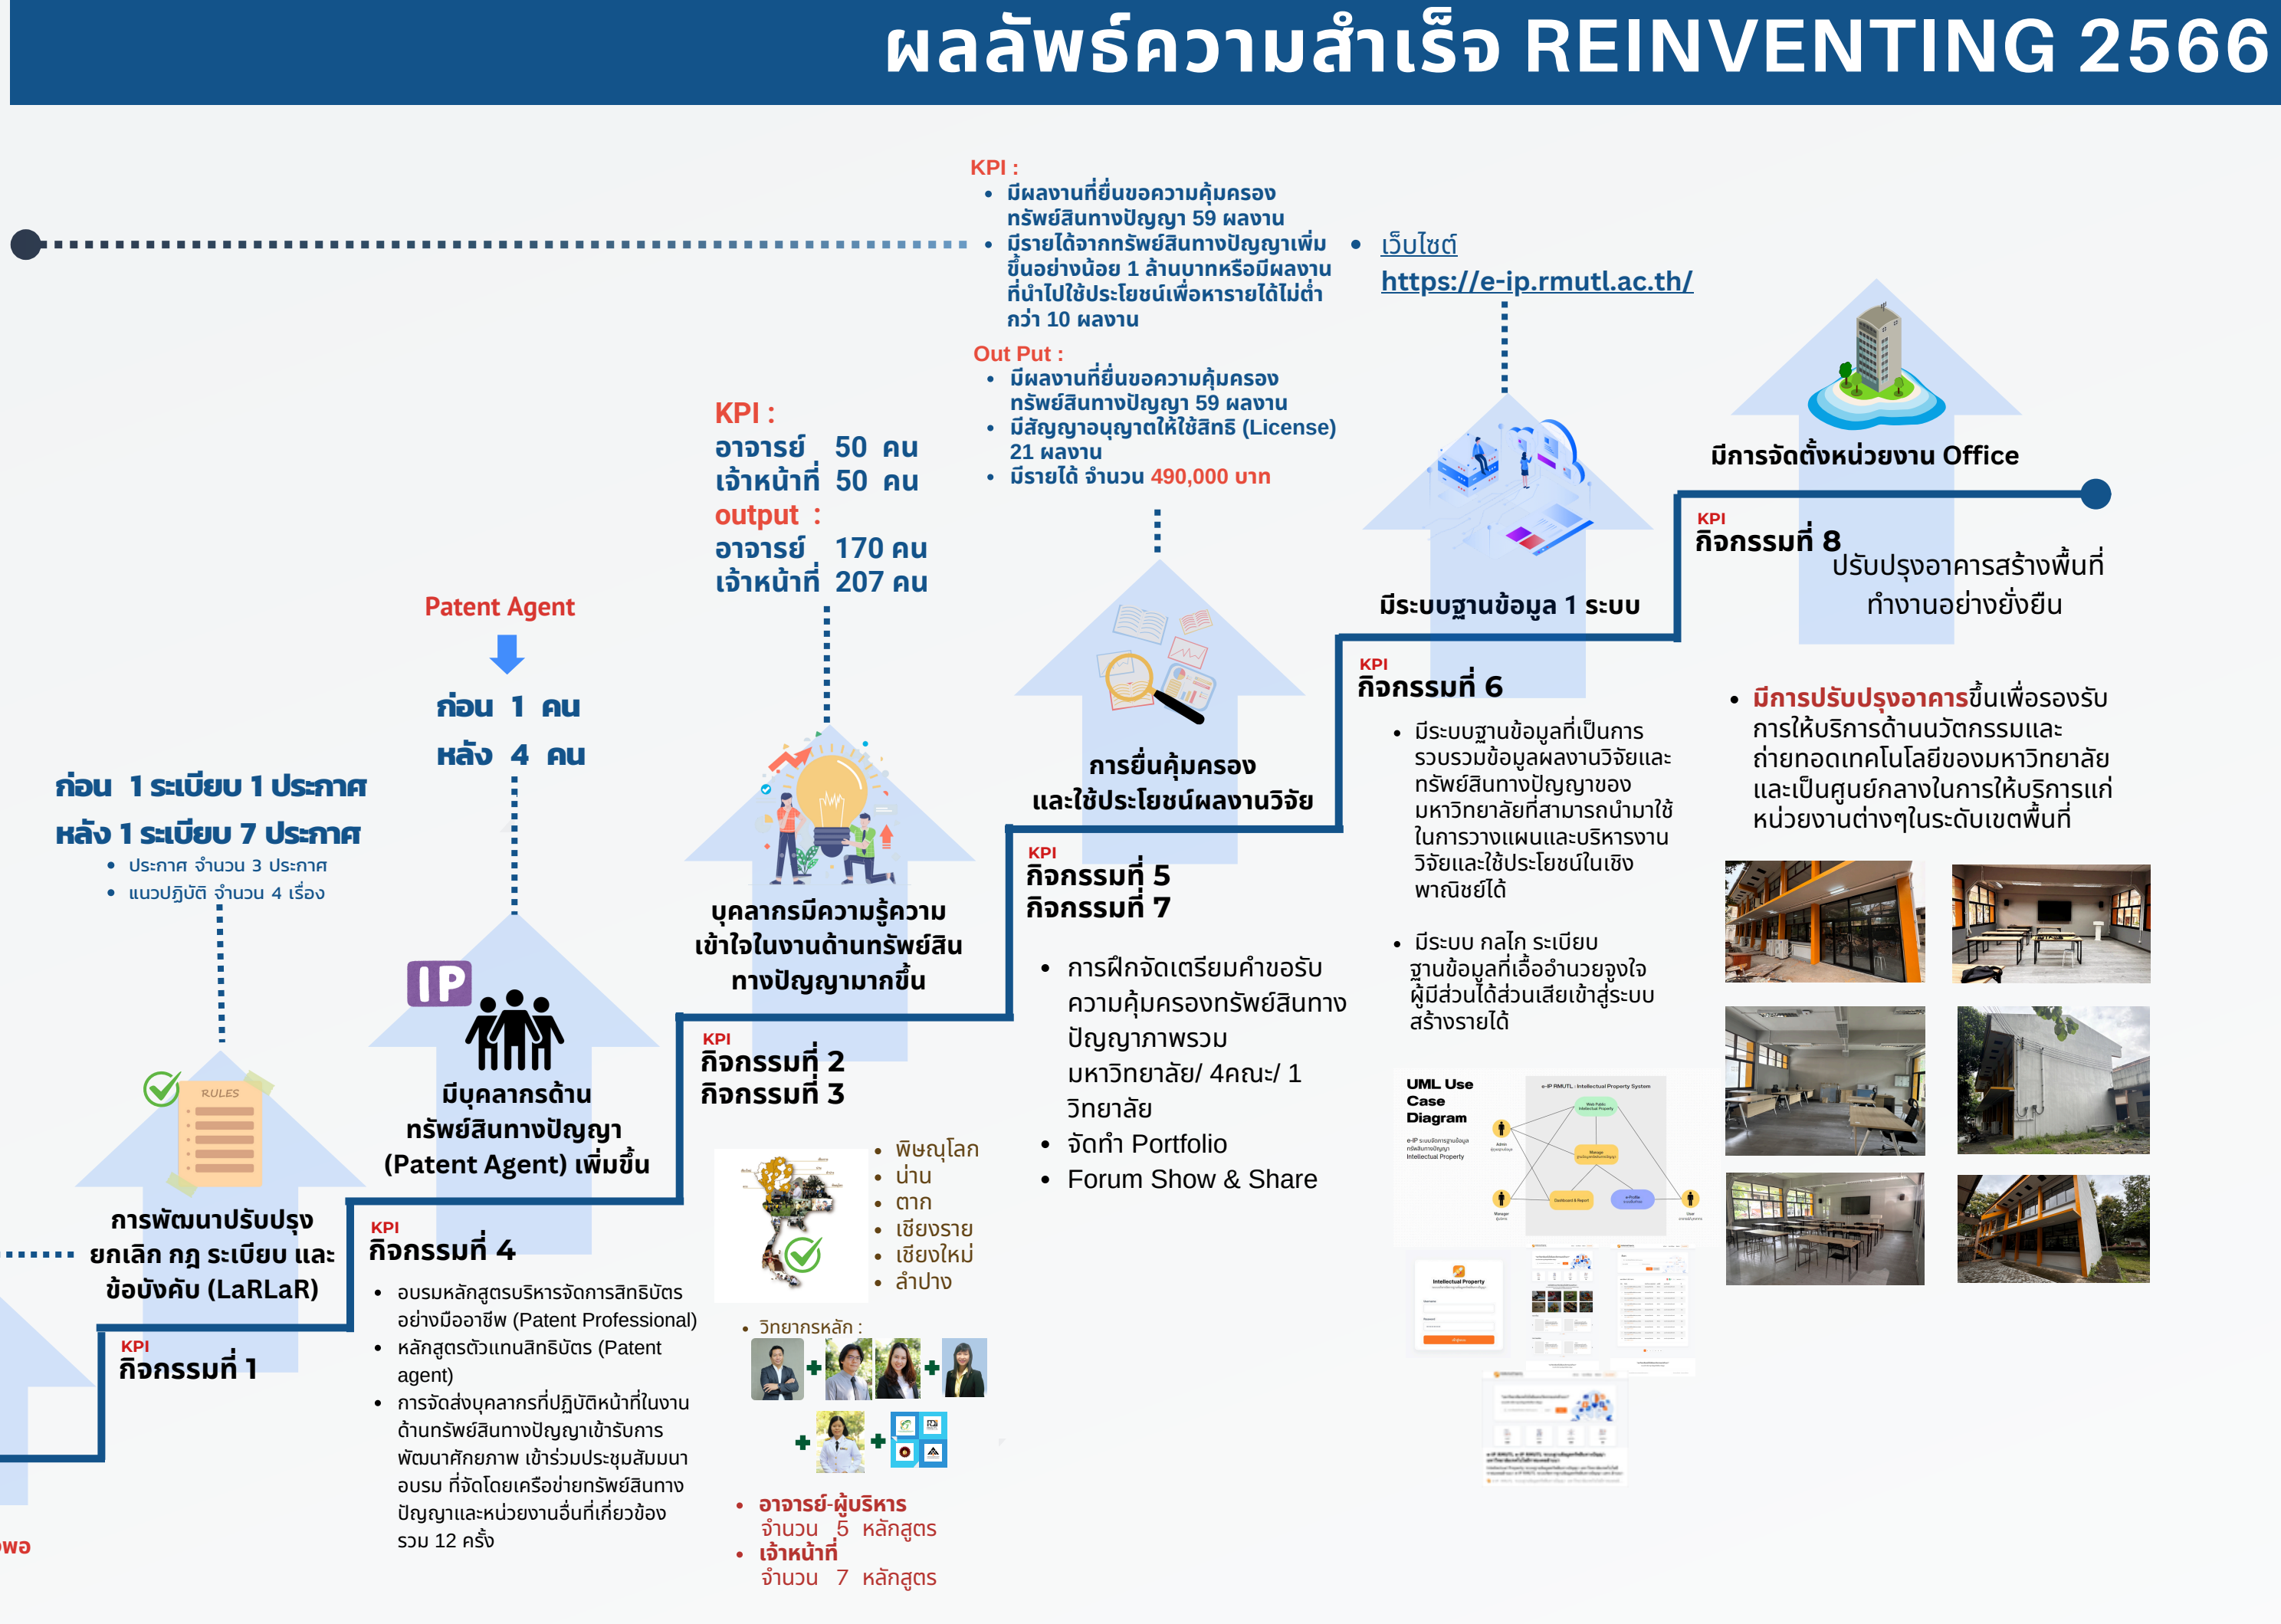 ผลลัพธ์ความสำเร็จ REINVENTING 2566
KPI :
• มีผลงานที่ยื่นขอความคุ้มครอง
ทรัพย์สินทางปัญญา 59 ผลงาน
• มีรายได้จากทรัพย์สินทางปัญญาเพิ่ม
ขึ้นอย่างน้อย 1 ล้านบาทหรือมีผลงาน
ที่นำไปใช้ประโยชน์เพื่อหารายได้ไม่ต่ำ
กว่า 10 ผลงาน
Out Put :
• มีผลงานที่ยื่นขอความคุ้มครอง
ทรัพย์สินทางปัญญา 59 ผลงาน
• มีสัญญาอนุญาตให้ใช้สิทธิ (License)
21 ผลงาน
• มีรายได้ จำนวน 490,000 บาท
• เว็บไซต์
https://e-ip.rmutl.ac.th/
KPI :
อาจารย์ 50 คน
เจ้าหน้าที่ 50 คน
output :
อาจารย์ 170 คน
เจ้าหน้าที่ 207 คน
Patent Agent
ก่อน 1 คน
หลัง 4 คน
ก่อน 1 ระเบียบ 1 ประกาศ
หลัง 1 ระเบียบ 7 ประกาศ
• ประกาศ จำนวน 3 ประกาศ
• แนวปฏิบัติ จำนวน 4 เรื่อง
RULES
การพัฒนาปรับปรุง
ยกเลิก กฎ ระเบียบ และ
ข้อบังคับ (LaRLaR)
KPI
กิจกรรมที่ 1
พอ
IP
มีบุคลากรด้าน
ทรัพย์สินทางปัญญา
(Patent Agent) เพิ่มขึ้น
KPI
กิจกรรมที่ 4
• อบรมหลักสูตรบริหารจัดการสิทธิบัตร
อย่างมืออาชีพ (Patent Professional)
• หลักสูตรตัวแทนสิทธิบัตร (Patent
agent)
• การจัดส่งบุคลากรที่ปฏิบัติหน้าที่ในงาน
ด้านทรัพย์สินทางปัญญาเข้ารับการ
พัฒนาศักยภาพ เข้าร่วมประชุมสัมมนา
อบรม ที่จัดโดยเครือข่ายทรัพย์สินทาง
ปัญญาและหน่วยงานอื่นที่เกี่ยวข้อง
รวม 12 ครั้ง
บุคลากรมีความรู้ความ
เข้าใจในงานด้านทรัพย์สิน
ทางปัญญามากขึ้น
KPI
กิจกรรมที่ 2
กิจกรรมที่ 3
• พิษณุโลก
• น่าน
• ตาก
• เชียงราย
• เชียงใหม่
• ลำปาง
• วิทยากรหลัก :
• อาจารย์-ผู้บริหาร
จำนวน 5 หลักสูตร
• เจ้าหน้าที่
จำนวน 7 หลักสูตร
การยื่นคุ้มครอง
และใช้ประโยชน์ผลงานวิจัย
KPI
กิจกรรมที่ 5
กิจกรรมที่ 7
• การฝึกจัดเตรียมคำขอรับ
ความคุ้มครองทรัพย์สินทาง
ปัญญาภาพรวม
มหาวิทยาลัย/ 4คณะ/ 1
วิทยาลัย
• จัดทำ Portfolio
• Forum Show & Share
มีระบบฐานข้อมูล 1 ระบบ
KPI
กิจกรรมที่ 6
• มีระบบฐานข้อมูลที่เป็นการ
รวบรวมข้อมูลผลงานวิจัยและ
ทรัพย์สินทางปัญญาของ
มหาวิทยาลัยที่สามารถนำมาใช้
ในการวางแผนและบริหารงาน
วิจัยและใช้ประโยชน์ในเชิง
พาณิชย์ได้
• มีระบบ กลไก ระเบียบ
ฐานข้อมูลที่เอื้ออำนวยจูงใจ
ผู้มีส่วนได้ส่วนเสียเข้าสู่ระบบ
สร้างรายได้
UML Use
Case
Diagram
e-IP ระบบจัดการฐานข้อมูล
ทรัพย์สินทางปัญญา
Intellectual Property
e-IP RMUTL : Intellectual Property System
Web Public
Intellectual Property
Admin
Manage
Manager
Dashboard & Report
e-Profile
User
Intellectual Property
มีการจัดตั้งหน่วยงาน Office
KPI
กิจกรรมที่ 8
ปรับปรุงอาคารสร้างพื้นที่
ทำงานอย่างยั่งยืน
• มีการปรับปรุงอาคารขึ้นเพื่อรองรับ
การให้บริการด้านนวัตกรรมและ
ถ่ายทอดเทคโนโลยีของมหาวิทยาลัย
และเป็นศูนย์กลางในการให้บริการแก่
หน่วยงานต่างๆในระดับเขตพื้นที่